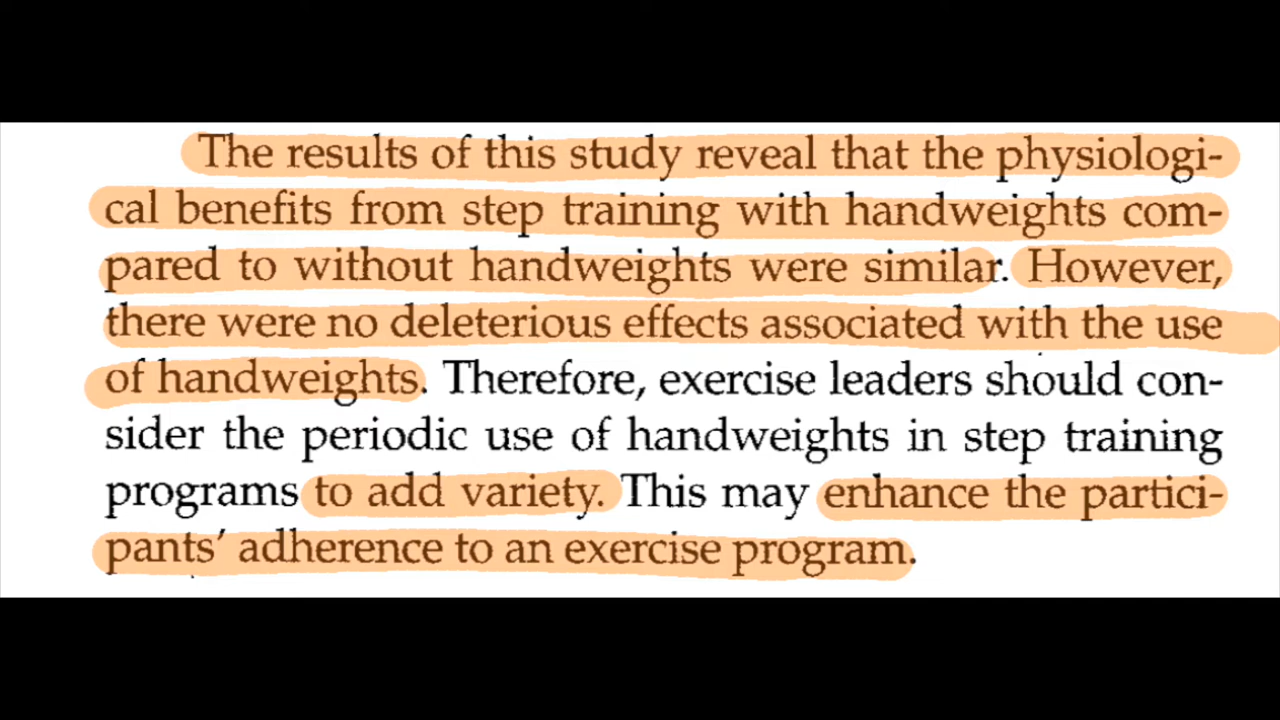 The results of this study reveal that the physiologi-
cal benefits from step training with handweights com-
pared to without handweights were similar. However,
there were no deleterious effects associated with the use
of handweights. Therefore, exercise leaders should con-
sider the periodic use of handweights in step training
programs to add variety. This may enhance the partici-
pants' adherence to an exercise program.